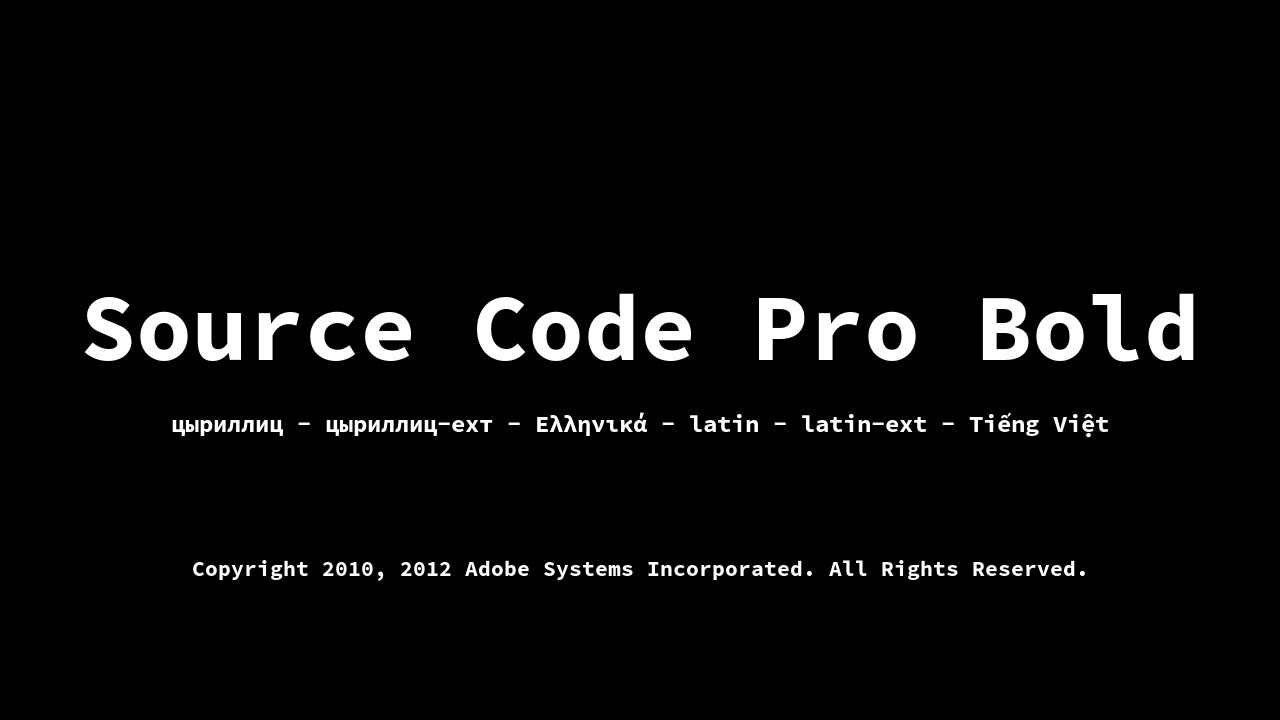 Source Code Pro Bold
цыриллиц - цыриллиц-ехт - Ελληνικά - latin - latin-ext - Tiếng Việt
Copyright 2010, 2012 Adobe Systems Incorporated. All Rights Reserved.